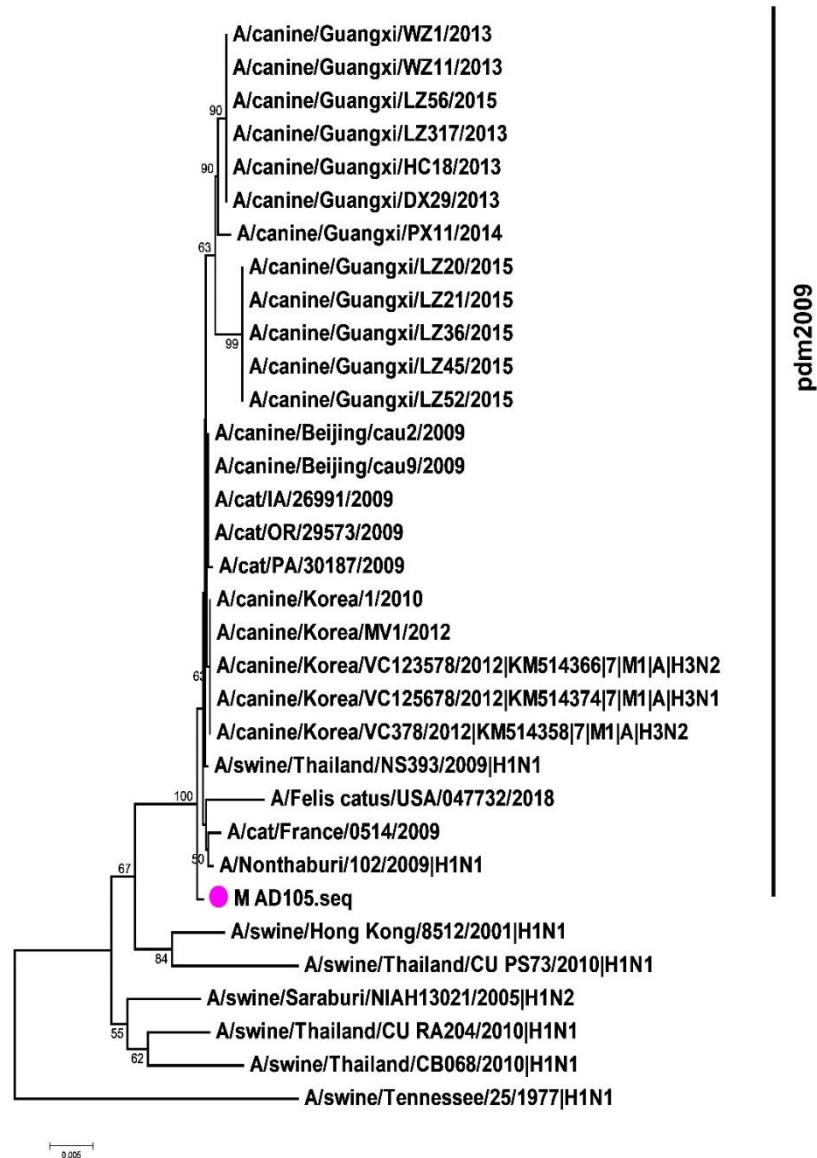 A/canine/Guangxi/WZ1/2013
A/canine/Guangxi/WZ11/2013
A/canine/Guangxi/LZ56/2015
90
A/canine/Guangxi/LZ317/2013
A/canine/Guangxi/HC18/2013
90
A/canine/Guangxi/DX29/2013
A/canine/Guangxi/PX11/2014
63
A/canine/Guangxi/LZ20/2015
A/canine/Guangxi/LZ21/2015
A/canine/Guangxi/LZ36/2015
99
A/canine/Guangxi/LZ45/2015
A/canine/Guangxi/LZ52/2015
A/canine/Beijing/cau2/2009
A/canine/Beijing/cau9/2009
A/cat/IA/26991/2009
A/cat/OR/29573/2009
A/cat/PA/30187/2009
A/canine/Korea/1/2010
A/canine/Korea/MV1/2012
A/canine/Korea/VC123578/2012|KM514366|7|M1|A|H3N2
63
A/canine/Korea/VC125678/2012|KM514374|7|M1|A|H3N1
A/canine/Korea/VC378/2012|KM514358|7|M1|A|H3N2
A/swine/Thailand/NS393/2009|H1N1
100
A/Felis catus/USA/047732/2018
A/cat/France/0514/2009
50
A/Nonthaburi/102/2009|H1N1
67
M AD105.seq
A/swine/Hong Kong/8512/2001|H1N1
84
A/swine/Thailand/CU PS73/2010|H1N1
A/swine/Saraburi/NIAH13021/2005|H1N2
55
A/swine/Thailand/CU RA204/2010|H1N1
62
A/swine/Thailand/CB068/2010|H1N1
A/swine/Tennessee/25/1977|H1N1
0.005
pdm2009